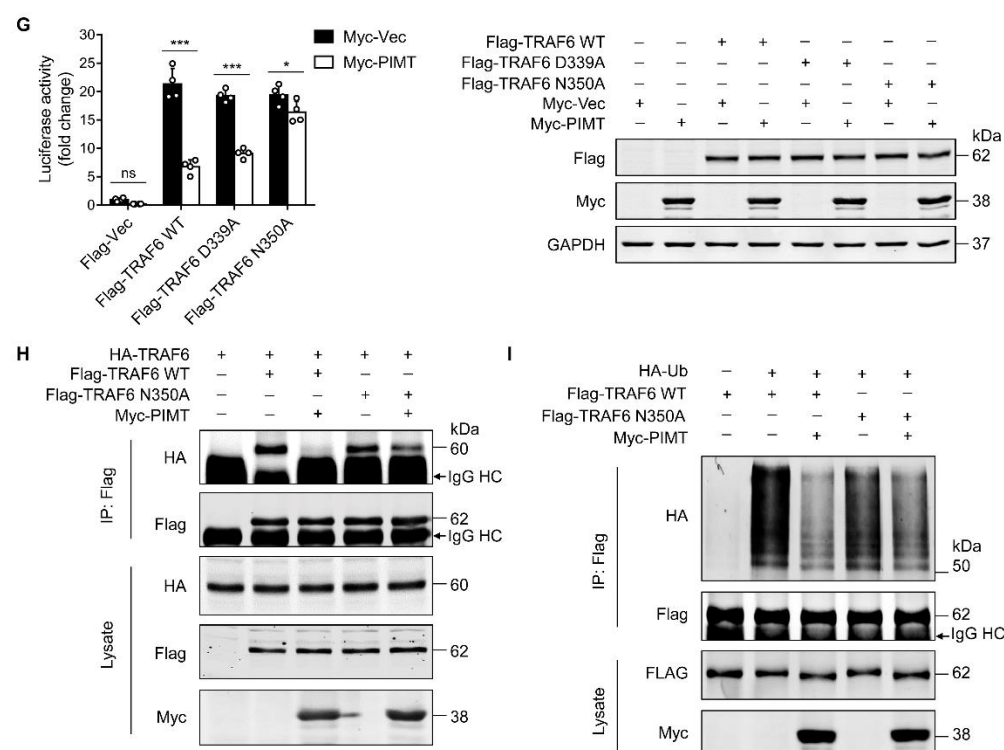 G
Luciferase activity
(fold change)
30
25
20
15
10
5
0
***
***
*
ns
Myc-Vec
Myc-PIMT
Flag-Vec
Flag-TRAF6 WT
Flag-TRAF6 D339A
Flag-TRAF6 N350A
Flag-TRAF6 WT − − + + − − − −
Flag-TRAF6 D339A − − − − + + − −
Flag-TRAF6 N350A − − − − − − + +
Myc-Vec + − + − + − + −
Myc-PIMT − + − + − + − +
kDa
Flag 62
Myc 38
GAPDH 37
H
HA-TRAF6 + + + + +
Flag-TRAF6 WT − + + − −
Flag-TRAF6 N350A − − − + +
Myc-PIMT − − + − +
kDa
IP: Flag
HA 60
IgG HC
Flag 62
IgG HC
Lysate
HA 60
Flag 62
Myc 38
I
HA-Ub − + + + +
Flag-TRAF6 WT + + + − −
Flag-TRAF6 N350A − − − + +
Myc-PIMT − − + − +
IP: Flag
HA
kDa
50
Flag 62
IgG HC
Lysate
FLAG 62
Myc 38